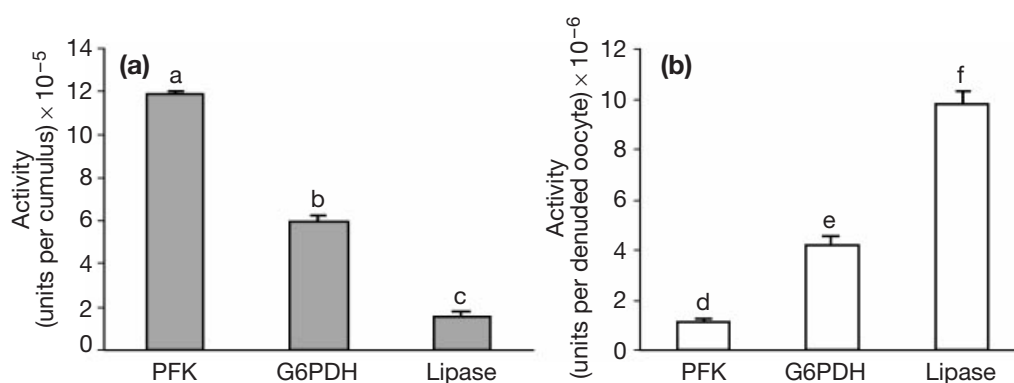 (a)
Activity
(units per cumulus) × 10⁻⁵
14
12
10
8
6
4
2
0
a
b
c
PFK G6PDH Lipase
(b)
Activity
(units per denuded oocyte) × 10⁻⁶
12
10
8
6
4
2
0
d
e
f
PFK G6PDH Lipase